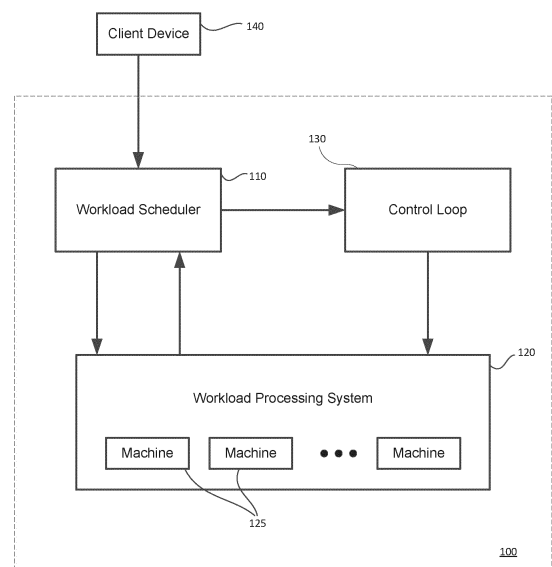 Client Device
140
130
110
Workload Scheduler
Control Loop
120
Workload Processing System
Machine
Machine
Machine
125
100